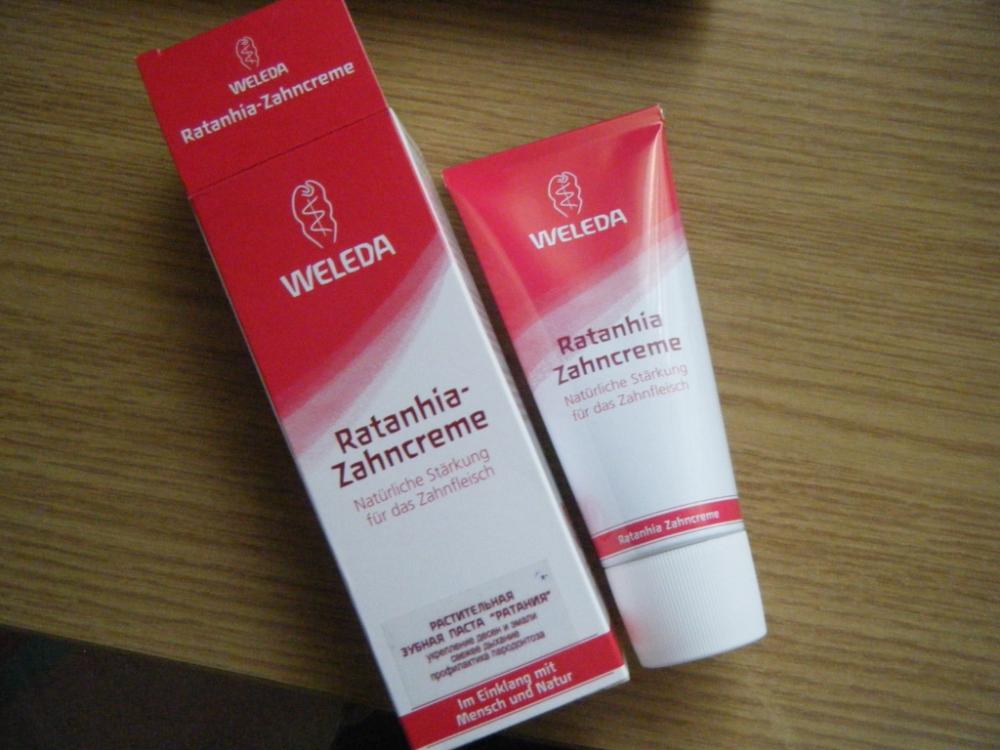 WELEDA
Ratanhia-Zahncreme
WELEDA
Ratanhia-
Zahncreme
Natürliche Stärkung
für das Zahnfleisch
РАСТИТЕЛЬНАЯ
ЗУБНАЯ ПАСТА "РАТАНИЯ"
укрепление десен и эмали
свежее дыхание
профилактика пародонтоза
Im Einklang mit
Mensch und Natur
WELEDA
Ratanhia
Zahncreme
Natürliche Stärkung
für das Zahnfleisch
Ratanhia Zahncreme